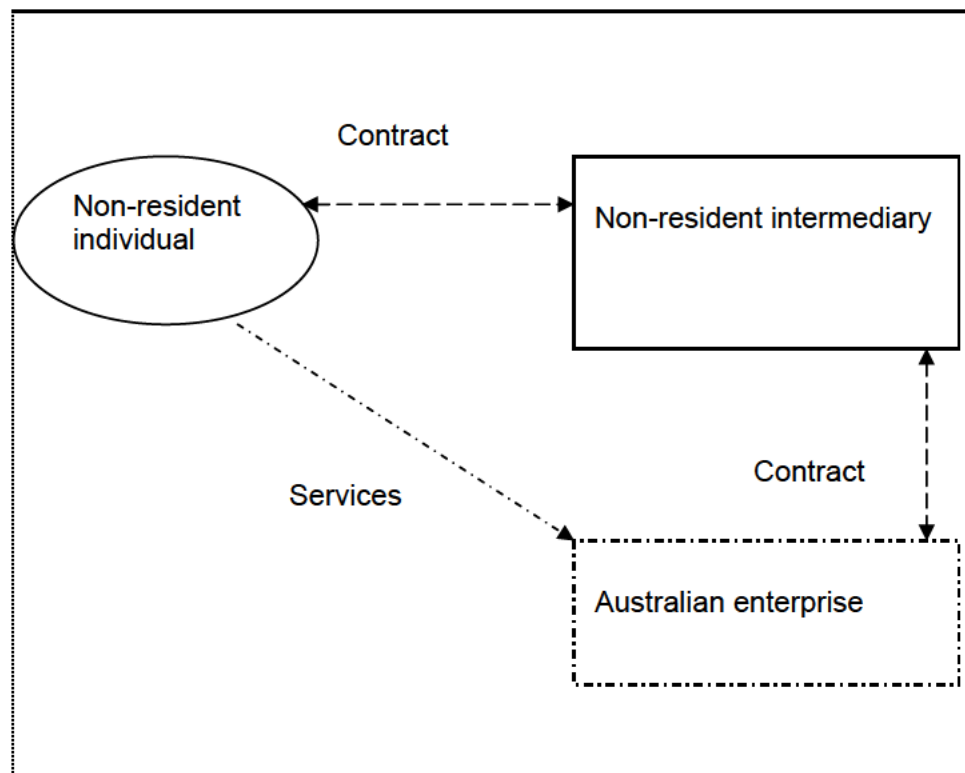 Contract
Non-resident
individual
Non-resident intermediary
Contract
Services
Australian enterprise